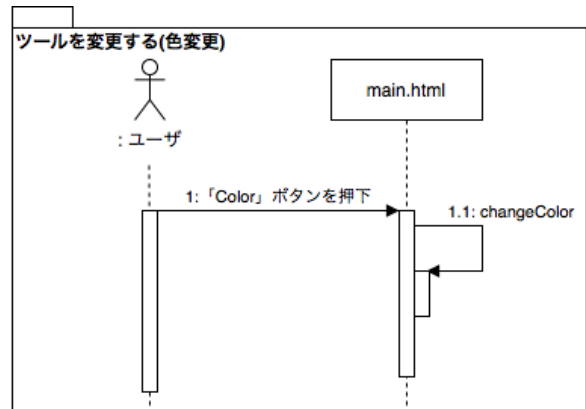 ツールを変更する(色変更)
main.html
: ユーザ
1:「Color」ボタンを押下
1.1: changeColor